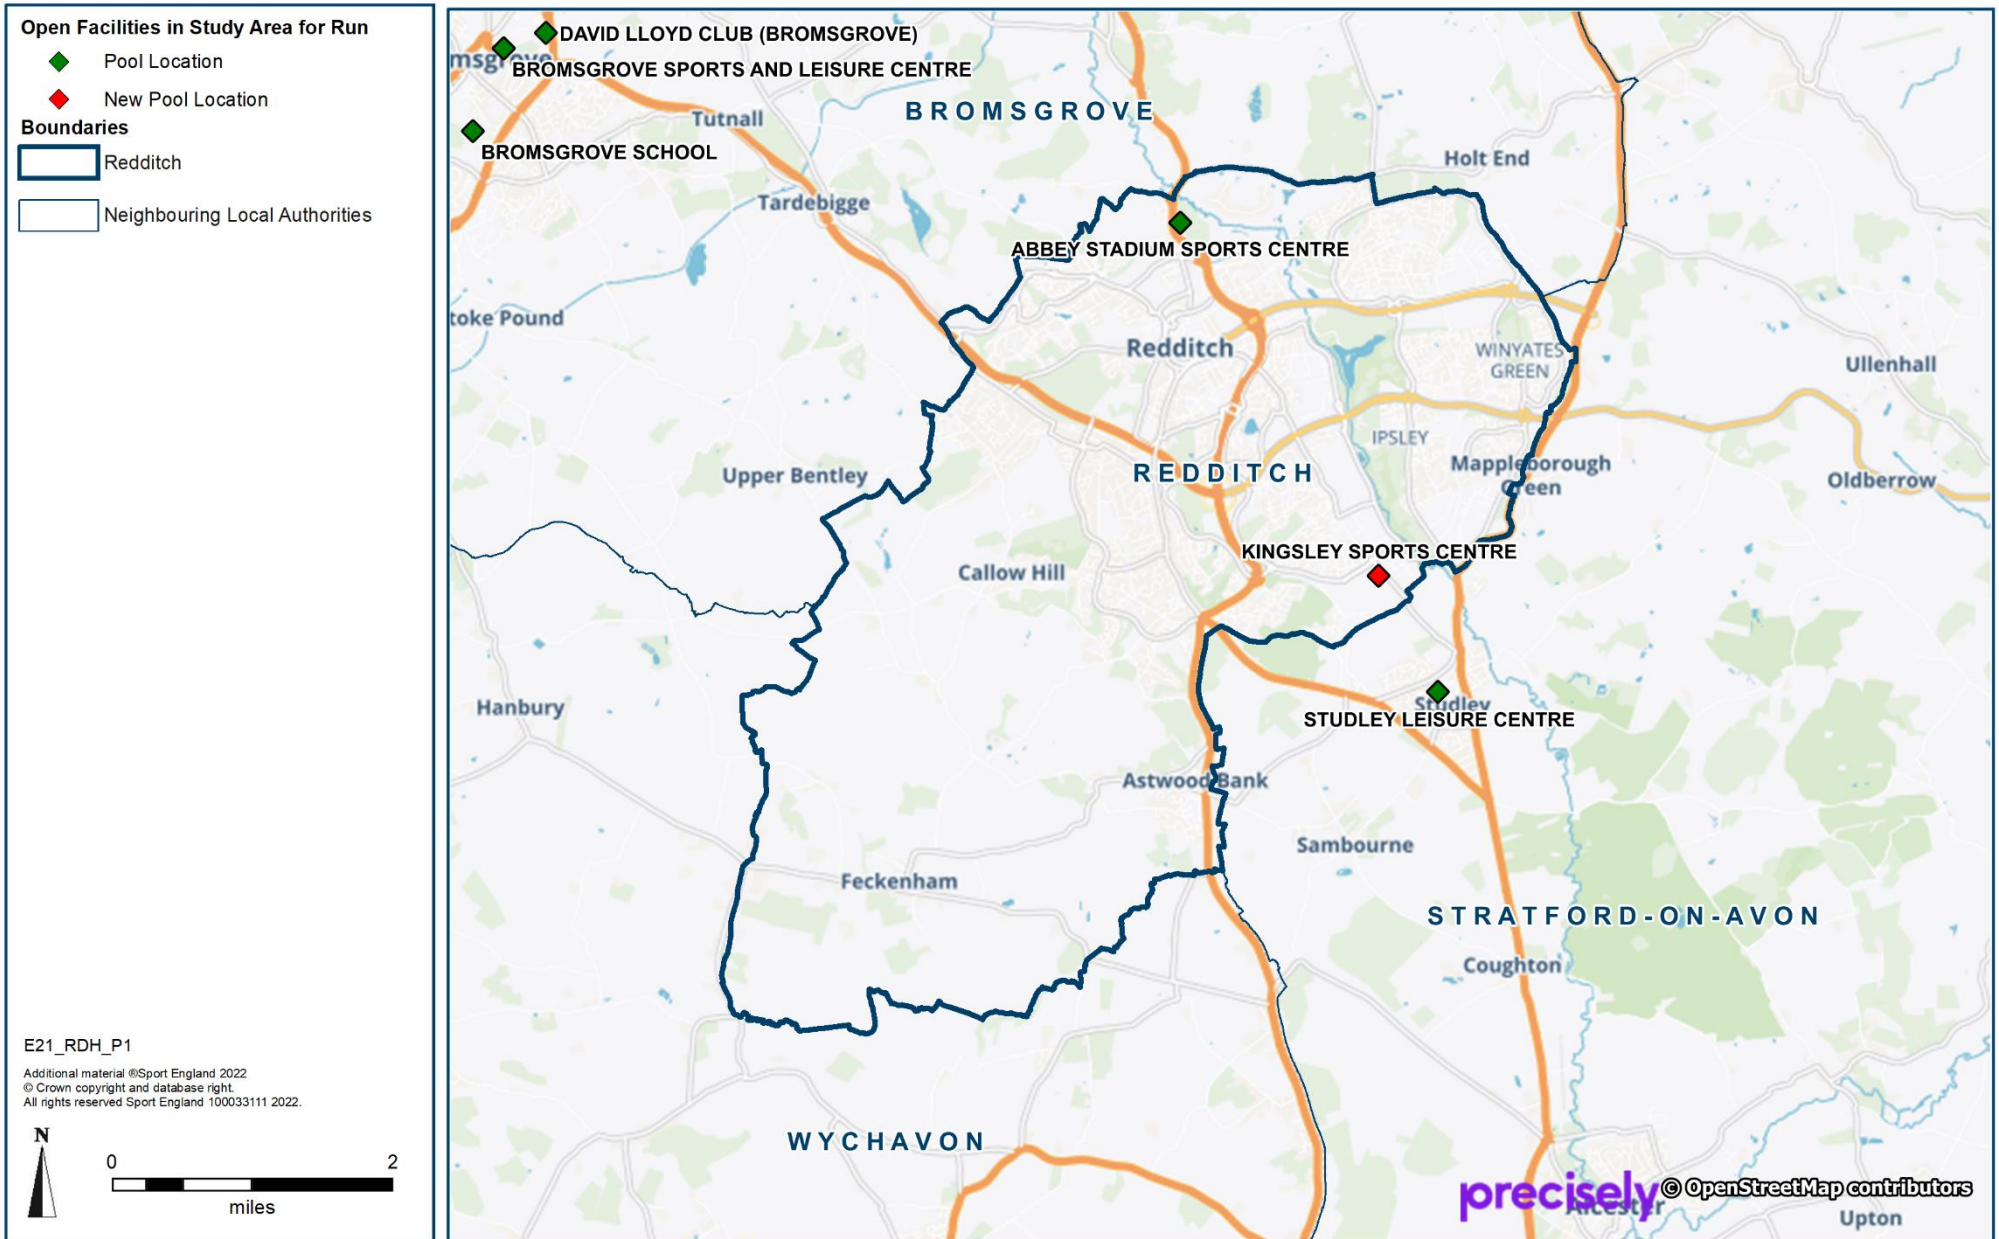 Open Facilities in Study Area for Run
Pool Location
New Pool Location
Boundaries
Redditch
Neighbouring Local Authorities
E21_RDH_P1
Additional material ®Sport England 2022
© Crown copyright and database right.
All rights reserved Sport England 100033111 2022.
N
0 2
miles
DAVID LLOYD CLUB (BROMSGROVE)
msgrove
BROMSGROVE SPORTS AND LEISURE CENTRE
BROMSGROVE
Tutnall
BROMSGROVE SCHOOL
Holt End
Tardebigge
ABBEY STADIUM SPORTS CENTRE
toke Pound
Redditch
WINYATES
GREEN
Ullenhall
IPSLEY
REDDITCH
Mappleborough
Green
Upper Bentley
Oldberrow
KINGSLEY SPORTS CENTRE
Callow Hill
Hanbury
Studley
STUDLEY LEISURE CENTRE
Astwood Bank
Sambourne
Feckenham
STRATFORD-ON-AVON
Coughton
WYCHAVON
precisely
© OpenStreetMap contributors
Alcester
Upton